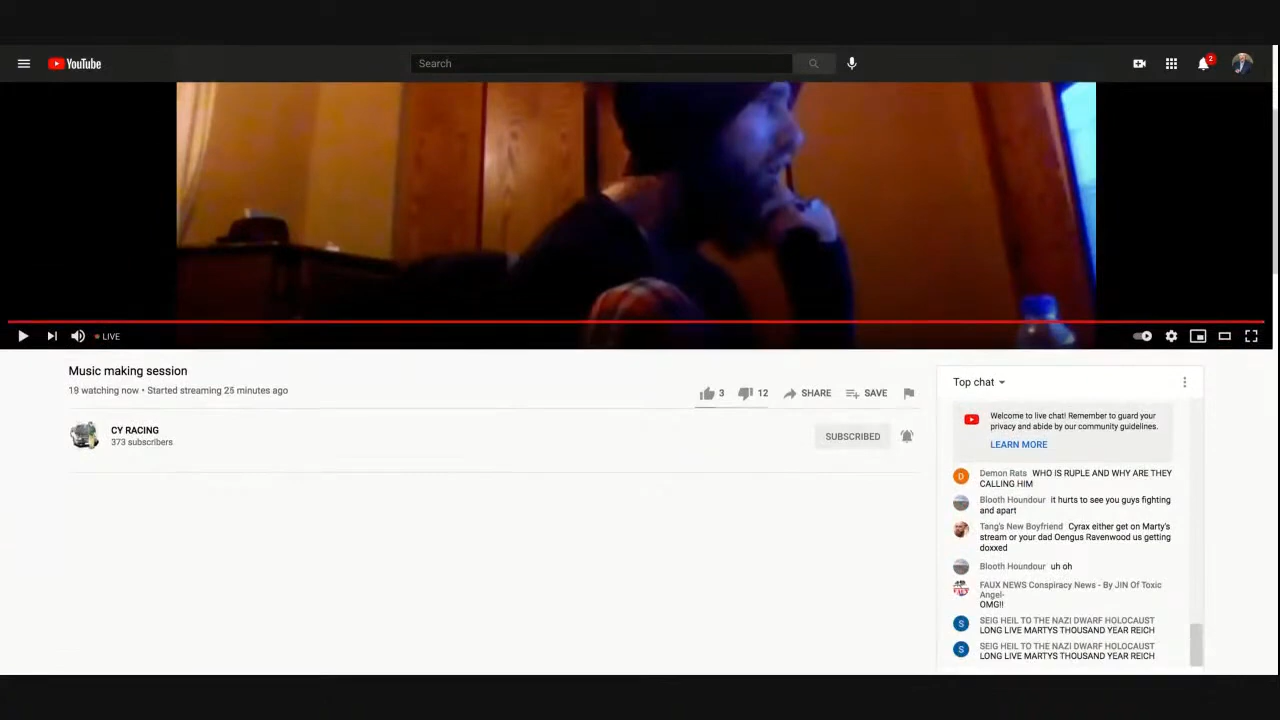 YouTube
Search
2
LIVE
Music making session
19 watching now • Started streaming 25 minutes ago
3
12
SHARE
SAVE
CY RACING
373 subscribers
SUBSCRIBED
Top chat
Welcome to live chat! Remember to guard your
privacy and abide by our community guidelines.
LEARN MORE
D
Demon Rats WHO IS RUPLE AND WHY ARE THEY
CALLING HIM
Blooth Houndour it hurts to see you guys fighting
and apart
Tang's New Boyfriend Cyrax either get on Marty's
stream or your dad Oengus Ravenwood us getting
doxxed
Blooth Houndour uh oh
FAUX NEWS Conspiracy News - By JIN Of Toxic
Angel-
OMG!!
S
SEIG HEIL TO THE NAZI DWARF HOLOCAUST
LONG LIVE MARTYS THOUSAND YEAR REICH
S
SEIG HEIL TO THE NAZI DWARF HOLOCAUST
LONG LIVE MARTYS THOUSAND YEAR REICH